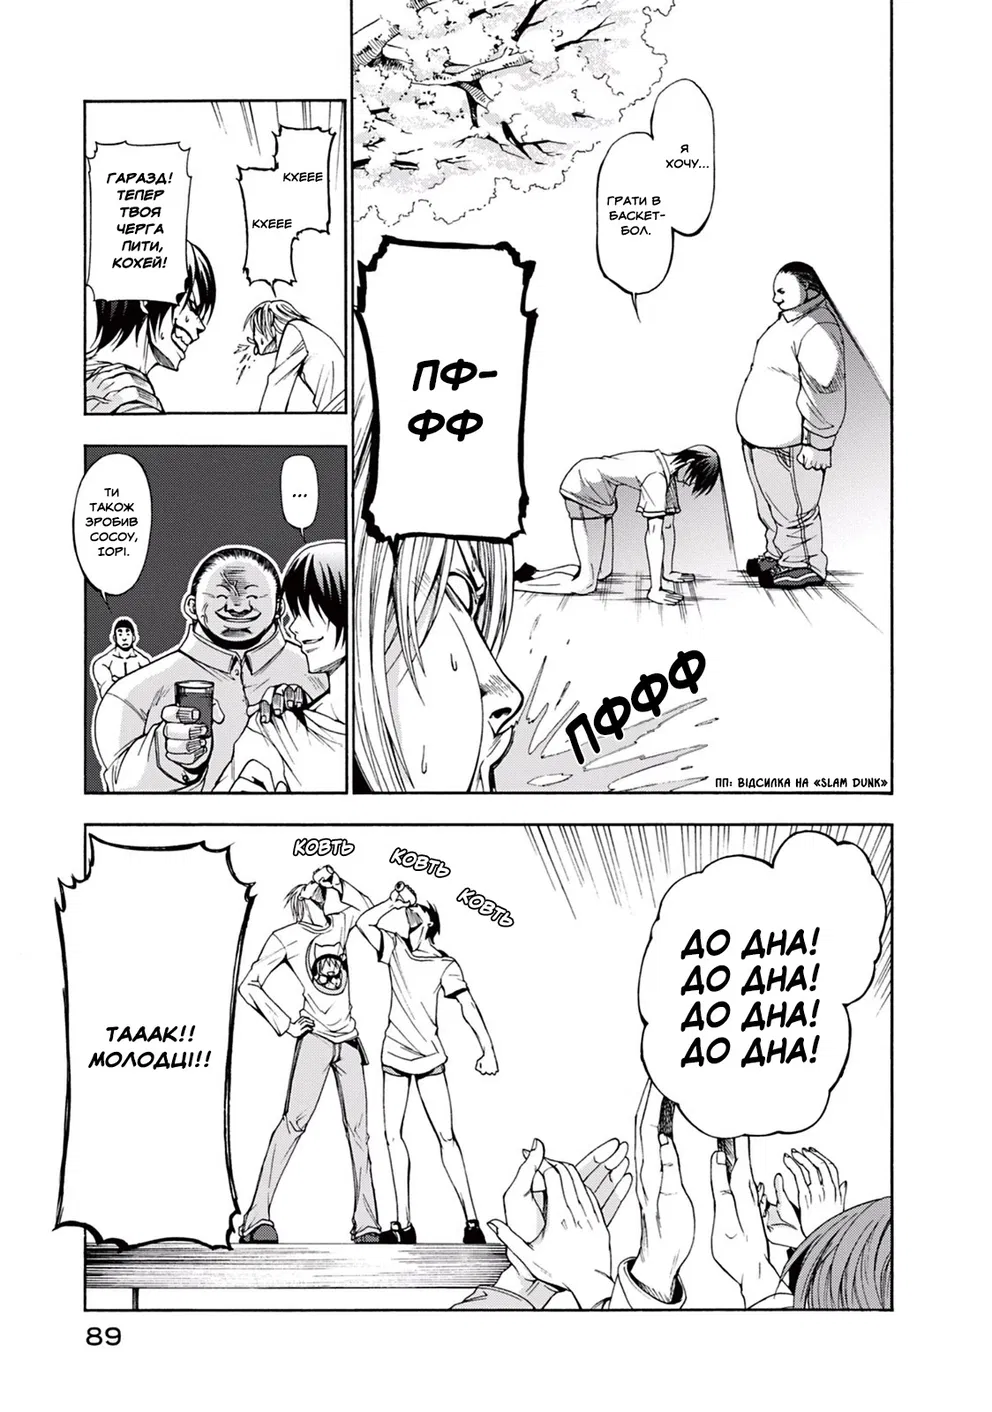 Я
ХОЧУ...
ГРАТИ В
БАСКЕТ-
БОЛ.
ПФ-
ФФ
ПФФФ
ПП: ВІДСИЛКА НА «SLAM DUNK»
КХЕЕЕ
КХЕЕЕ
ГАРАЗД!
ТЕПЕР
ТВОЯ
ЧЕРГА
ПИТИ,
КОХЕЙ!
...
ТИ
ТАКОЖ
ЗРОБИВ
СОСОУ,
ІОРІ.
ДО ДНА!
ДО ДНА!
ДО ДНА!
ДО ДНА!
КОВТЬ
КОВТЬ
КОВТЬ
ТАААК!!
МОЛОДЦІ!!
89